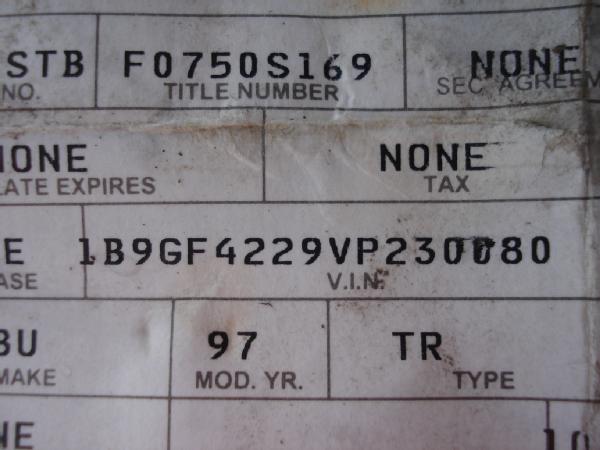 STB F0750S169 NONE
NO. TITLE NUMBER SEC AGREEM
NONE NONE
LATE EXPIRES TAX
E 1B9GF4229VP230080
ASE V.I.N.
BU 97 TR
MAKE MOD. YR. TYPE
NE 10